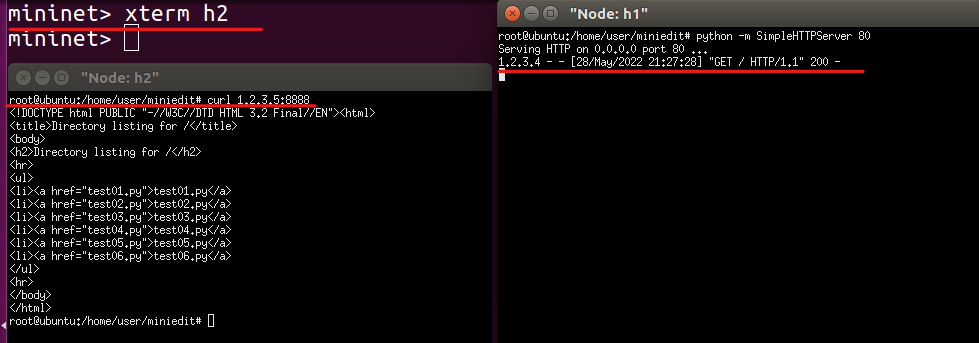 mininet> xterm h2
mininet>
"Node: h2"
root@ubuntu:/home/user/miniedit# curl 1.2.3.5:8888
<!DOCTYPE html PUBLIC "-//W3C//DTD HTML 3.2 Final//EN"><html>
<title>Directory listing for /</title>
<body>
<h2>Directory listing for /</h2>
<hr>
<ul>
<li><a href="test01.py">test01.py</a>
<li><a href="test02.py">test02.py</a>
<li><a href="test03.py">test03.py</a>
<li><a href="test04.py">test04.py</a>
<li><a href="test05.py">test05.py</a>
<li><a href="test06.py">test06.py</a>
</ul>
<hr>
</body>
</html>
root@ubuntu:/home/user/miniedit#
"Node: h1"
root@ubuntu:/home/user/miniedit# python -m SimpleHTTPServer 80
Serving HTTP on 0.0.0.0 port 80 ...
1.2.3.4 - - [28/May/2022 21:27:28] "GET / HTTP/1.1" 200 -